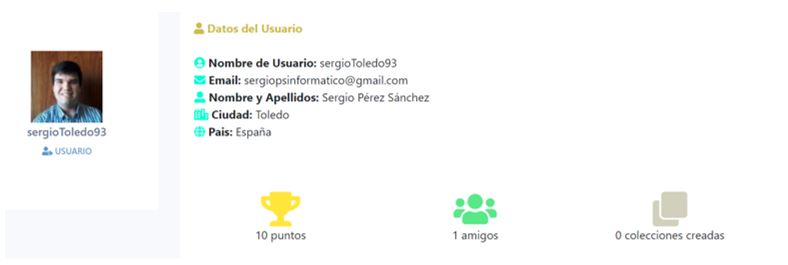 Datos del Usuario
Nombre de Usuario: sergioToledo93
Email: sergiopsinformatico@gmail.com
Nombre y Apellidos: Sergio Pérez Sánchez
Ciudad: Toledo
Pais: España
sergioToledo93
USUARIO
10 puntos
1 amigos
0 colecciones creadas